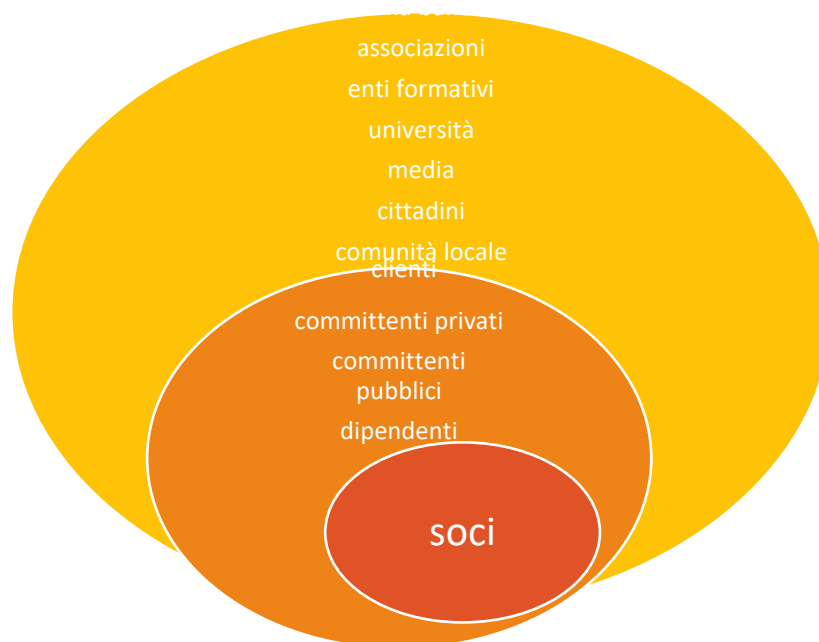 associazioni
enti formativi
università
media
cittadini
comunità locale
clienti
committenti privati
committenti
pubblici
dipendenti
soci